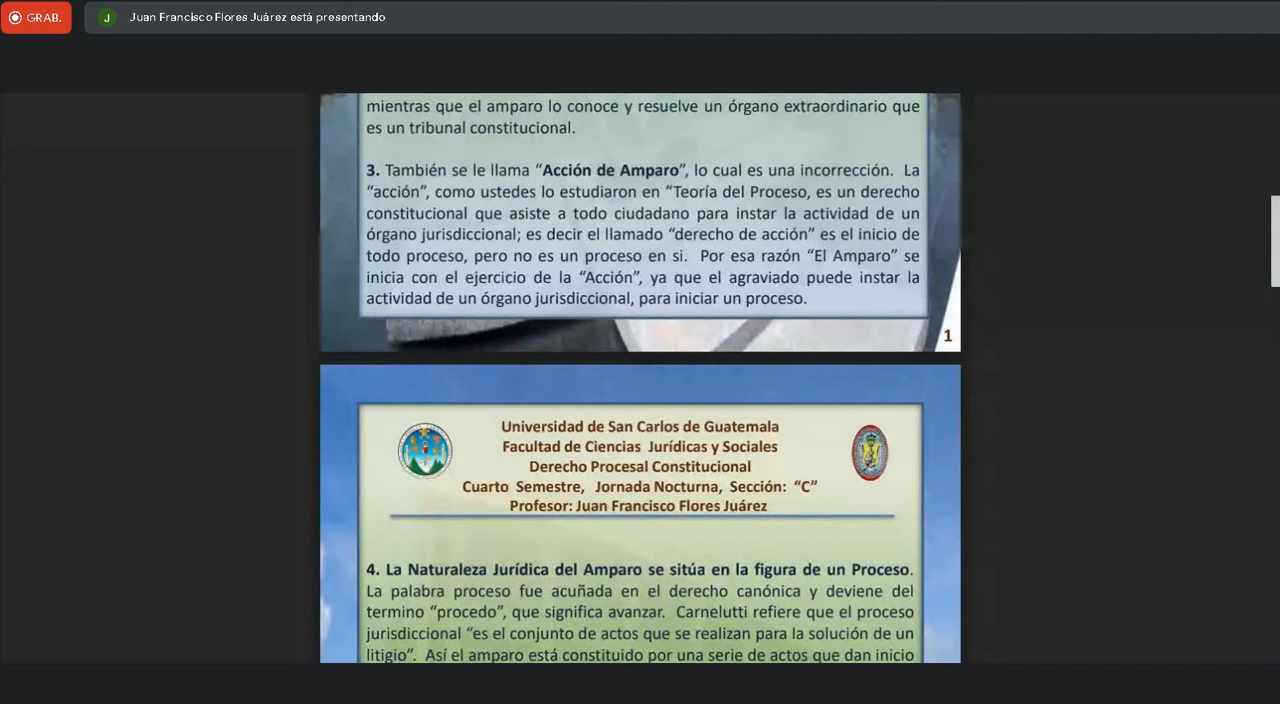 GRAB.
J
Juan Francisco Flores Juárez está presentando
mientras que el amparo lo conoce y resuelve un órgano extraordinario que
es un tribunal constitucional.
3. También se le llama “Acción de Amparo”, lo cual es una incorrección. La
“acción”, como ustedes lo estudiaron en “Teoría del Proceso, es un derecho
constitucional que asiste a todo ciudadano para instar la actividad de un
órgano jurisdiccional; es decir el llamado “derecho de acción” es el inicio de
todo proceso, pero no es un proceso en si. Por esa razón “El Amparo” se
inicia con el ejercicio de la “Acción”, ya que el agraviado puede instar la
actividad de un órgano jurisdiccional, para iniciar un proceso.
1
Universidad de San Carlos de Guatemala
Facultad de Ciencias Jurídicas y Sociales
Derecho Procesal Constitucional
Cuarto Semestre, Jornada Nocturna, Sección: “C”
Profesor: Juan Francisco Flores Juárez
4. La Naturaleza Jurídica del Amparo se sitúa en la figura de un Proceso.
La palabra proceso fue acuñada en el derecho canónica y deviene del
termino “procedo”, que significa avanzar. Carnelutti refiere que el proceso
jurisdiccional “es el conjunto de actos que se realizan para la solución de un
litigio”. Así el amparo está constituido por una serie de actos que dan inicio